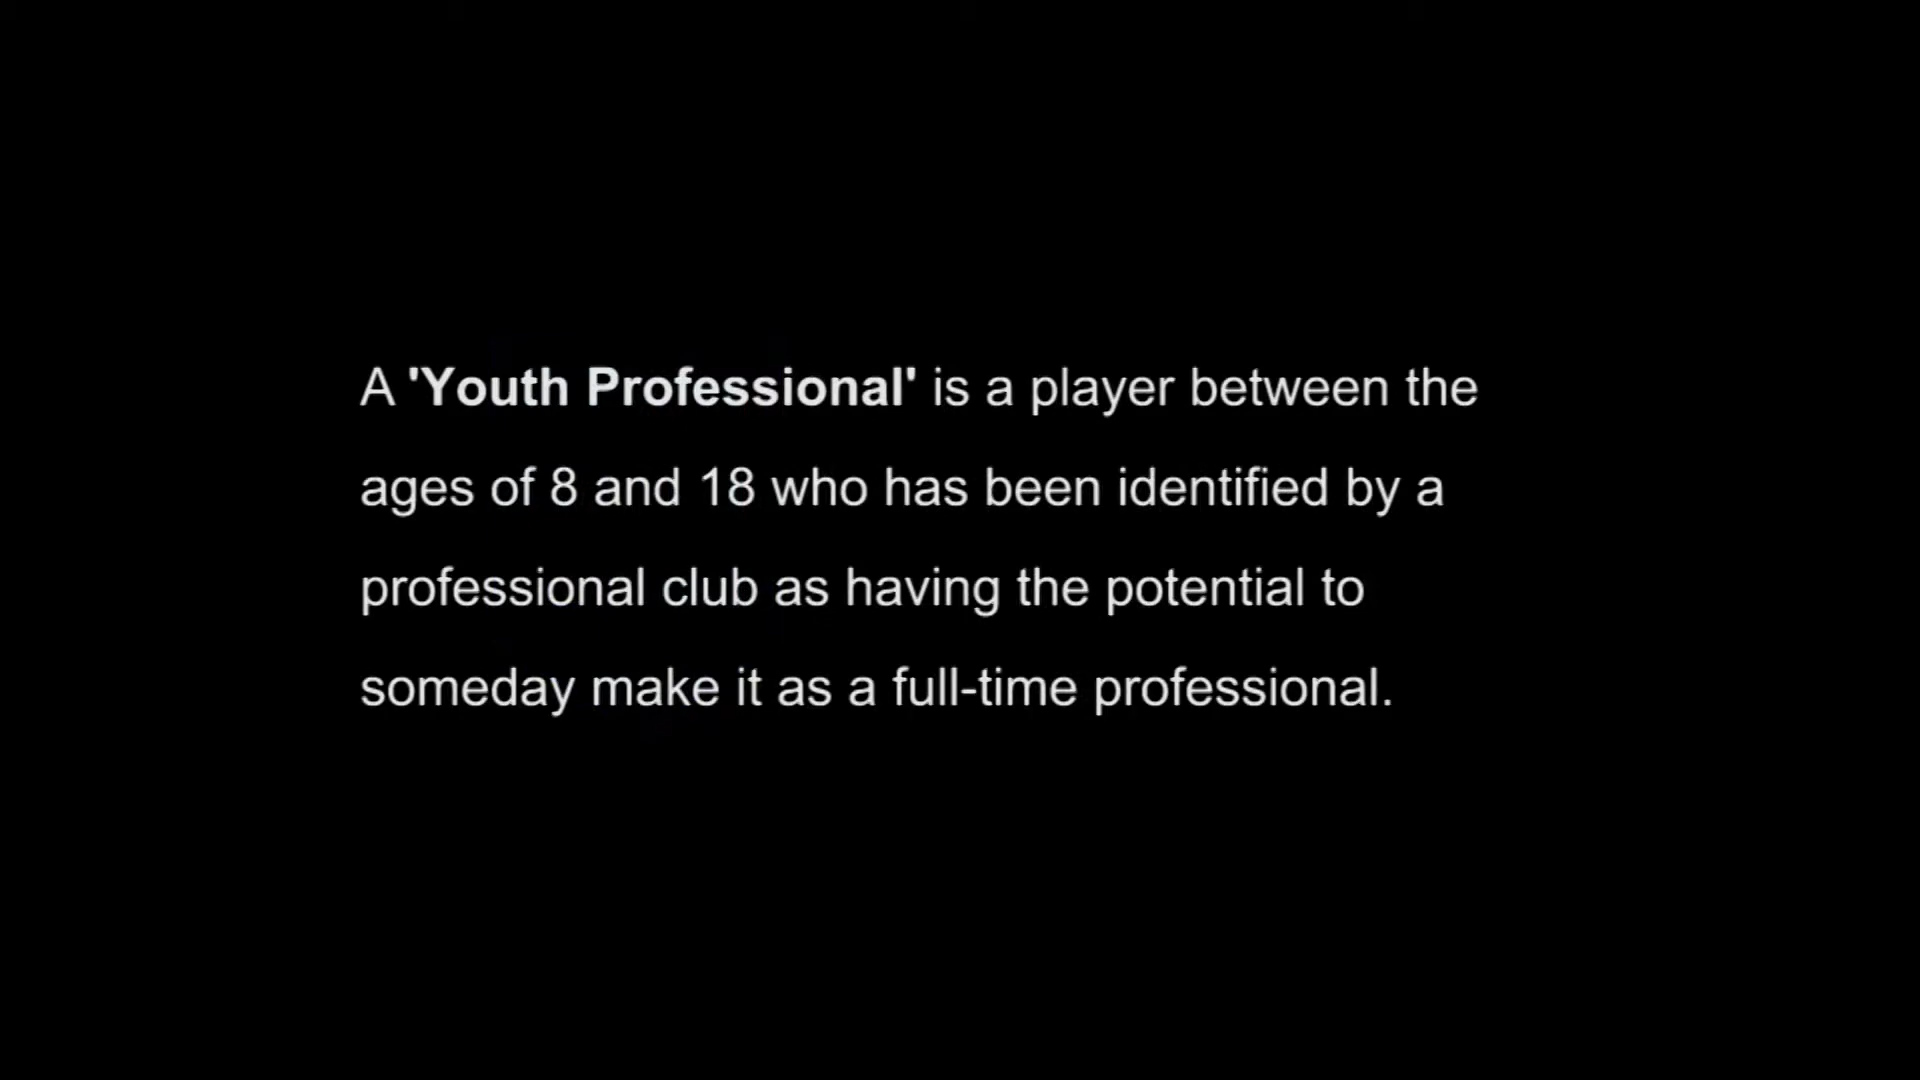 A 'Youth Professional' is a player between the
ages of 8 and 18 who has been identified by a
professional club as having the potential to
someday make it as a full-time professional.